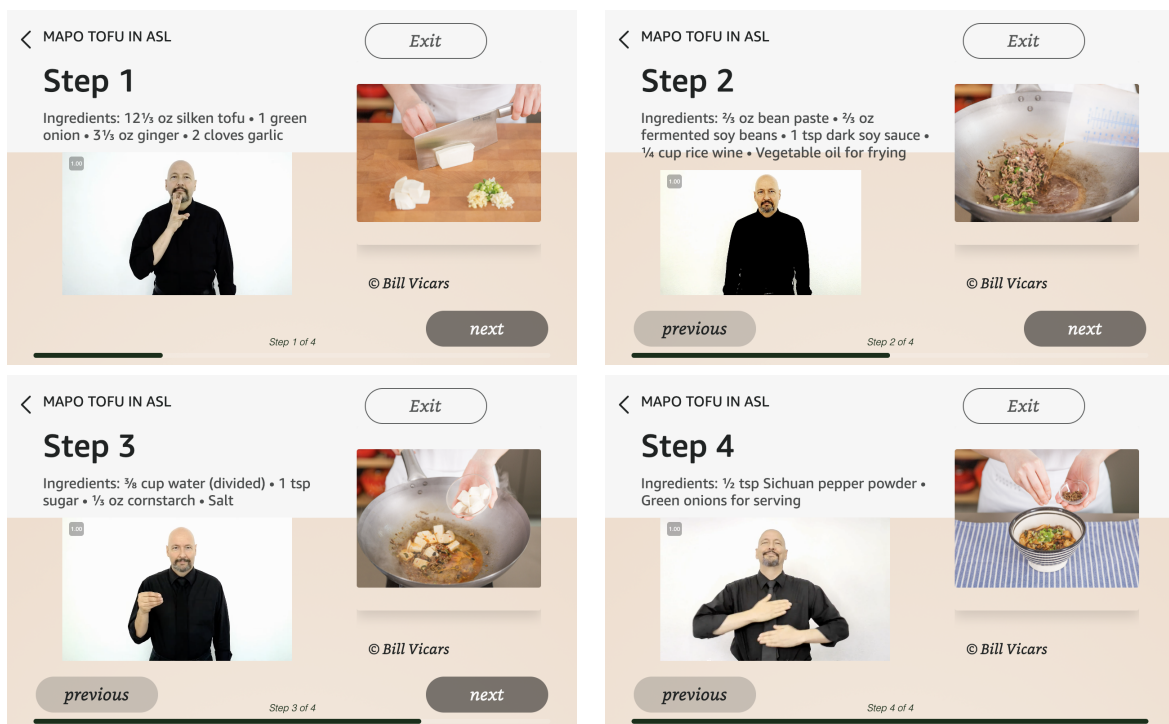 MAPO TOFU IN ASL
Exit
Step 1
Ingredients: 12⅓ oz silken tofu • 1 green
onion • 3⅓ oz ginger • 2 cloves garlic
1.00
© Bill Vicars
next
Step 1 of 4
MAPO TOFU IN ASL
Exit
Step 2
Ingredients: ⅔ oz bean paste • ⅔ oz
fermented soy beans • 1 tsp dark soy sauce •
¼ cup rice wine • Vegetable oil for frying
1.00
© Bill Vicars
previous
next
Step 2 of 4
MAPO TOFU IN ASL
Exit
Step 3
Ingredients: ⅜ cup water (divided) • 1 tsp
sugar • ⅓ oz cornstarch • Salt
1.00
© Bill Vicars
previous
next
Step 3 of 4
MAPO TOFU IN ASL
Exit
Step 4
Ingredients: ½ tsp Sichuan pepper powder •
Green onions for serving
1.00
© Bill Vicars
previous
Step 4 of 4